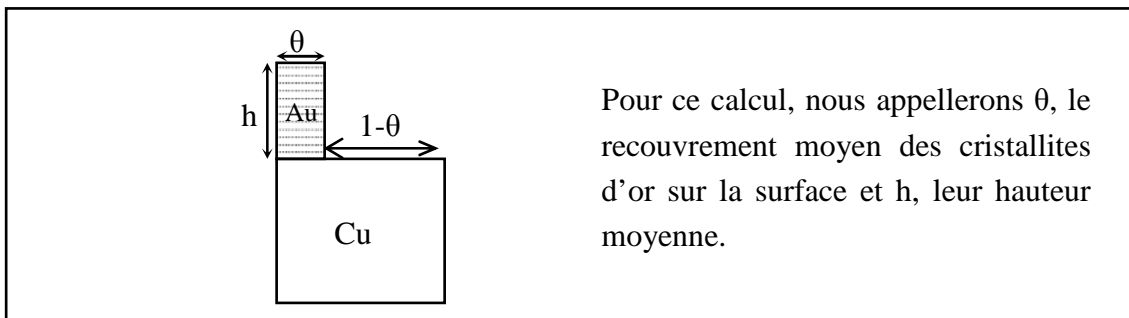 θ
h
Au
1-θ
Cu
Pour ce calcul, nous appellerons θ, le
recouvrement moyen des cristallites
d’or sur la surface et h, leur hauteur
moyenne.